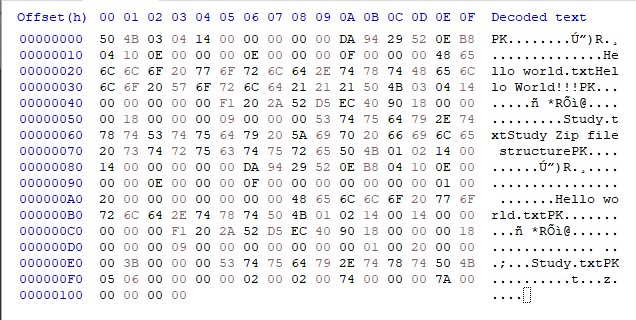 Offset(h) 00 01 02 03 04 05 06 07 08 09 0A 0B 0C 0D 0E 0F Decoded text
00000000 50 4B 03 04 14 00 00 00 00 00 DA 94 29 52 0E B8 PK........Ú”)R.¸
00000010 04 10 0E 00 00 00 0E 00 00 00 0F 00 00 00 48 65 ..............He
00000020 6C 6C 6F 20 77 6F 72 6C 64 2E 74 78 74 48 65 6C llo world.txtHel
00000030 6C 6F 20 57 6F 72 6C 64 21 21 21 50 4B 03 04 14 lo World!!!PK...
00000040 00 00 00 00 00 F1 20 2A 52 D5 EC 40 90 18 00 00 .....ñ *RÕì@....
00000050 00 18 00 00 00 09 00 00 00 53 74 75 64 79 2E 74 .........Study.t
00000060 78 74 53 74 75 64 79 20 5A 69 70 20 66 69 6C 65 xtStudy Zip file
00000070 20 73 74 72 75 63 74 75 72 65 50 4B 01 02 14 00  structurePK....
00000080 14 00 00 00 00 00 DA 94 29 52 0E B8 04 10 0E 00 ......Ú”)R.¸....
00000090 00 00 0E 00 00 00 0F 00 00 00 00 00 00 00 01 00 ................
000000A0 20 00 00 00 00 00 00 00 48 65 6C 6C 6F 20 77 6F  .......Hello wo
000000B0 72 6C 64 2E 74 78 74 50 4B 01 02 14 00 14 00 00 rld.txtPK.......
000000C0 00 00 00 F1 20 2A 52 D5 EC 40 90 18 00 00 00 18 ...ñ *RÕì@......
000000D0 00 00 00 09 00 00 00 00 00 00 00 01 00 20 00 00 ............. ..
000000E0 00 3B 00 00 00 53 74 75 64 79 2E 74 78 74 50 4B .;...Study.txtPK
000000F0 05 06 00 00 00 00 02 00 02 00 74 00 00 00 7A 00 ..........t...z.
00000100 00 00 00 00 ....